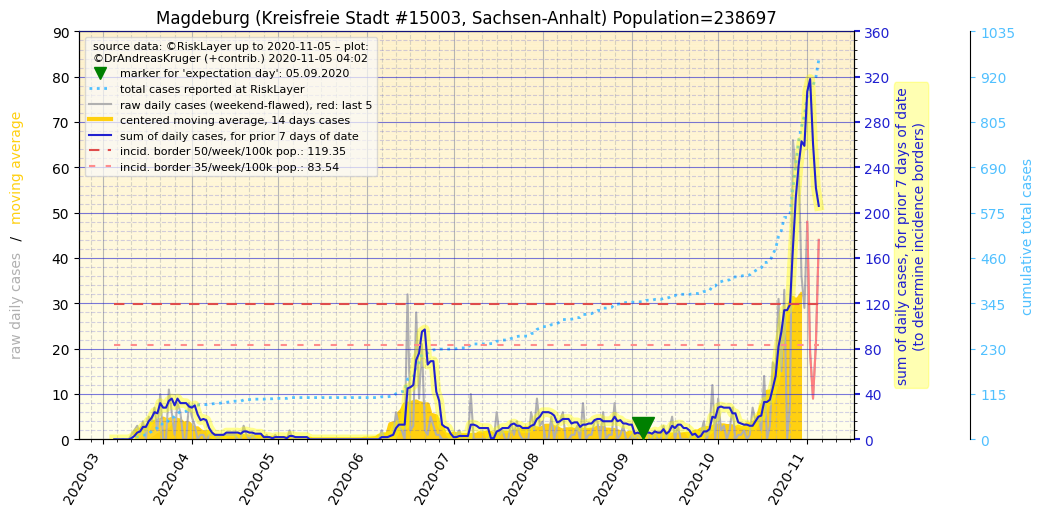 Magdeburg (Kreisfreie Stadt #15003, Sachsen-Anhalt) Population=238697
source data: ©RiskLayer up to 2020-11-05 – plot:
©DrAndreasKruger (+contrib.) 2020-11-05 04:02
marker for 'expectation day': 05.09.2020
total cases reported at RiskLayer
raw daily cases (weekend-flawed), red: last 5
centered moving average, 14 days cases
sum of daily cases, for prior 7 days of date
incid. border 50/week/100k pop.: 119.35
incid. border 35/week/100k pop.: 83.54
raw daily cases / moving average
90
80
70
60
50
40
30
20
10
0
2020-03
2020-04
2020-05
2020-06
2020-07
2020-08
2020-09
2020-10
2020-11
360
320
280
240
200
160
120
80
40
0
sum of daily cases, for prior 7 days of date
(to determine incidence borders)
1035
920
805
690
575
460
345
230
115
0
cumulative total cases